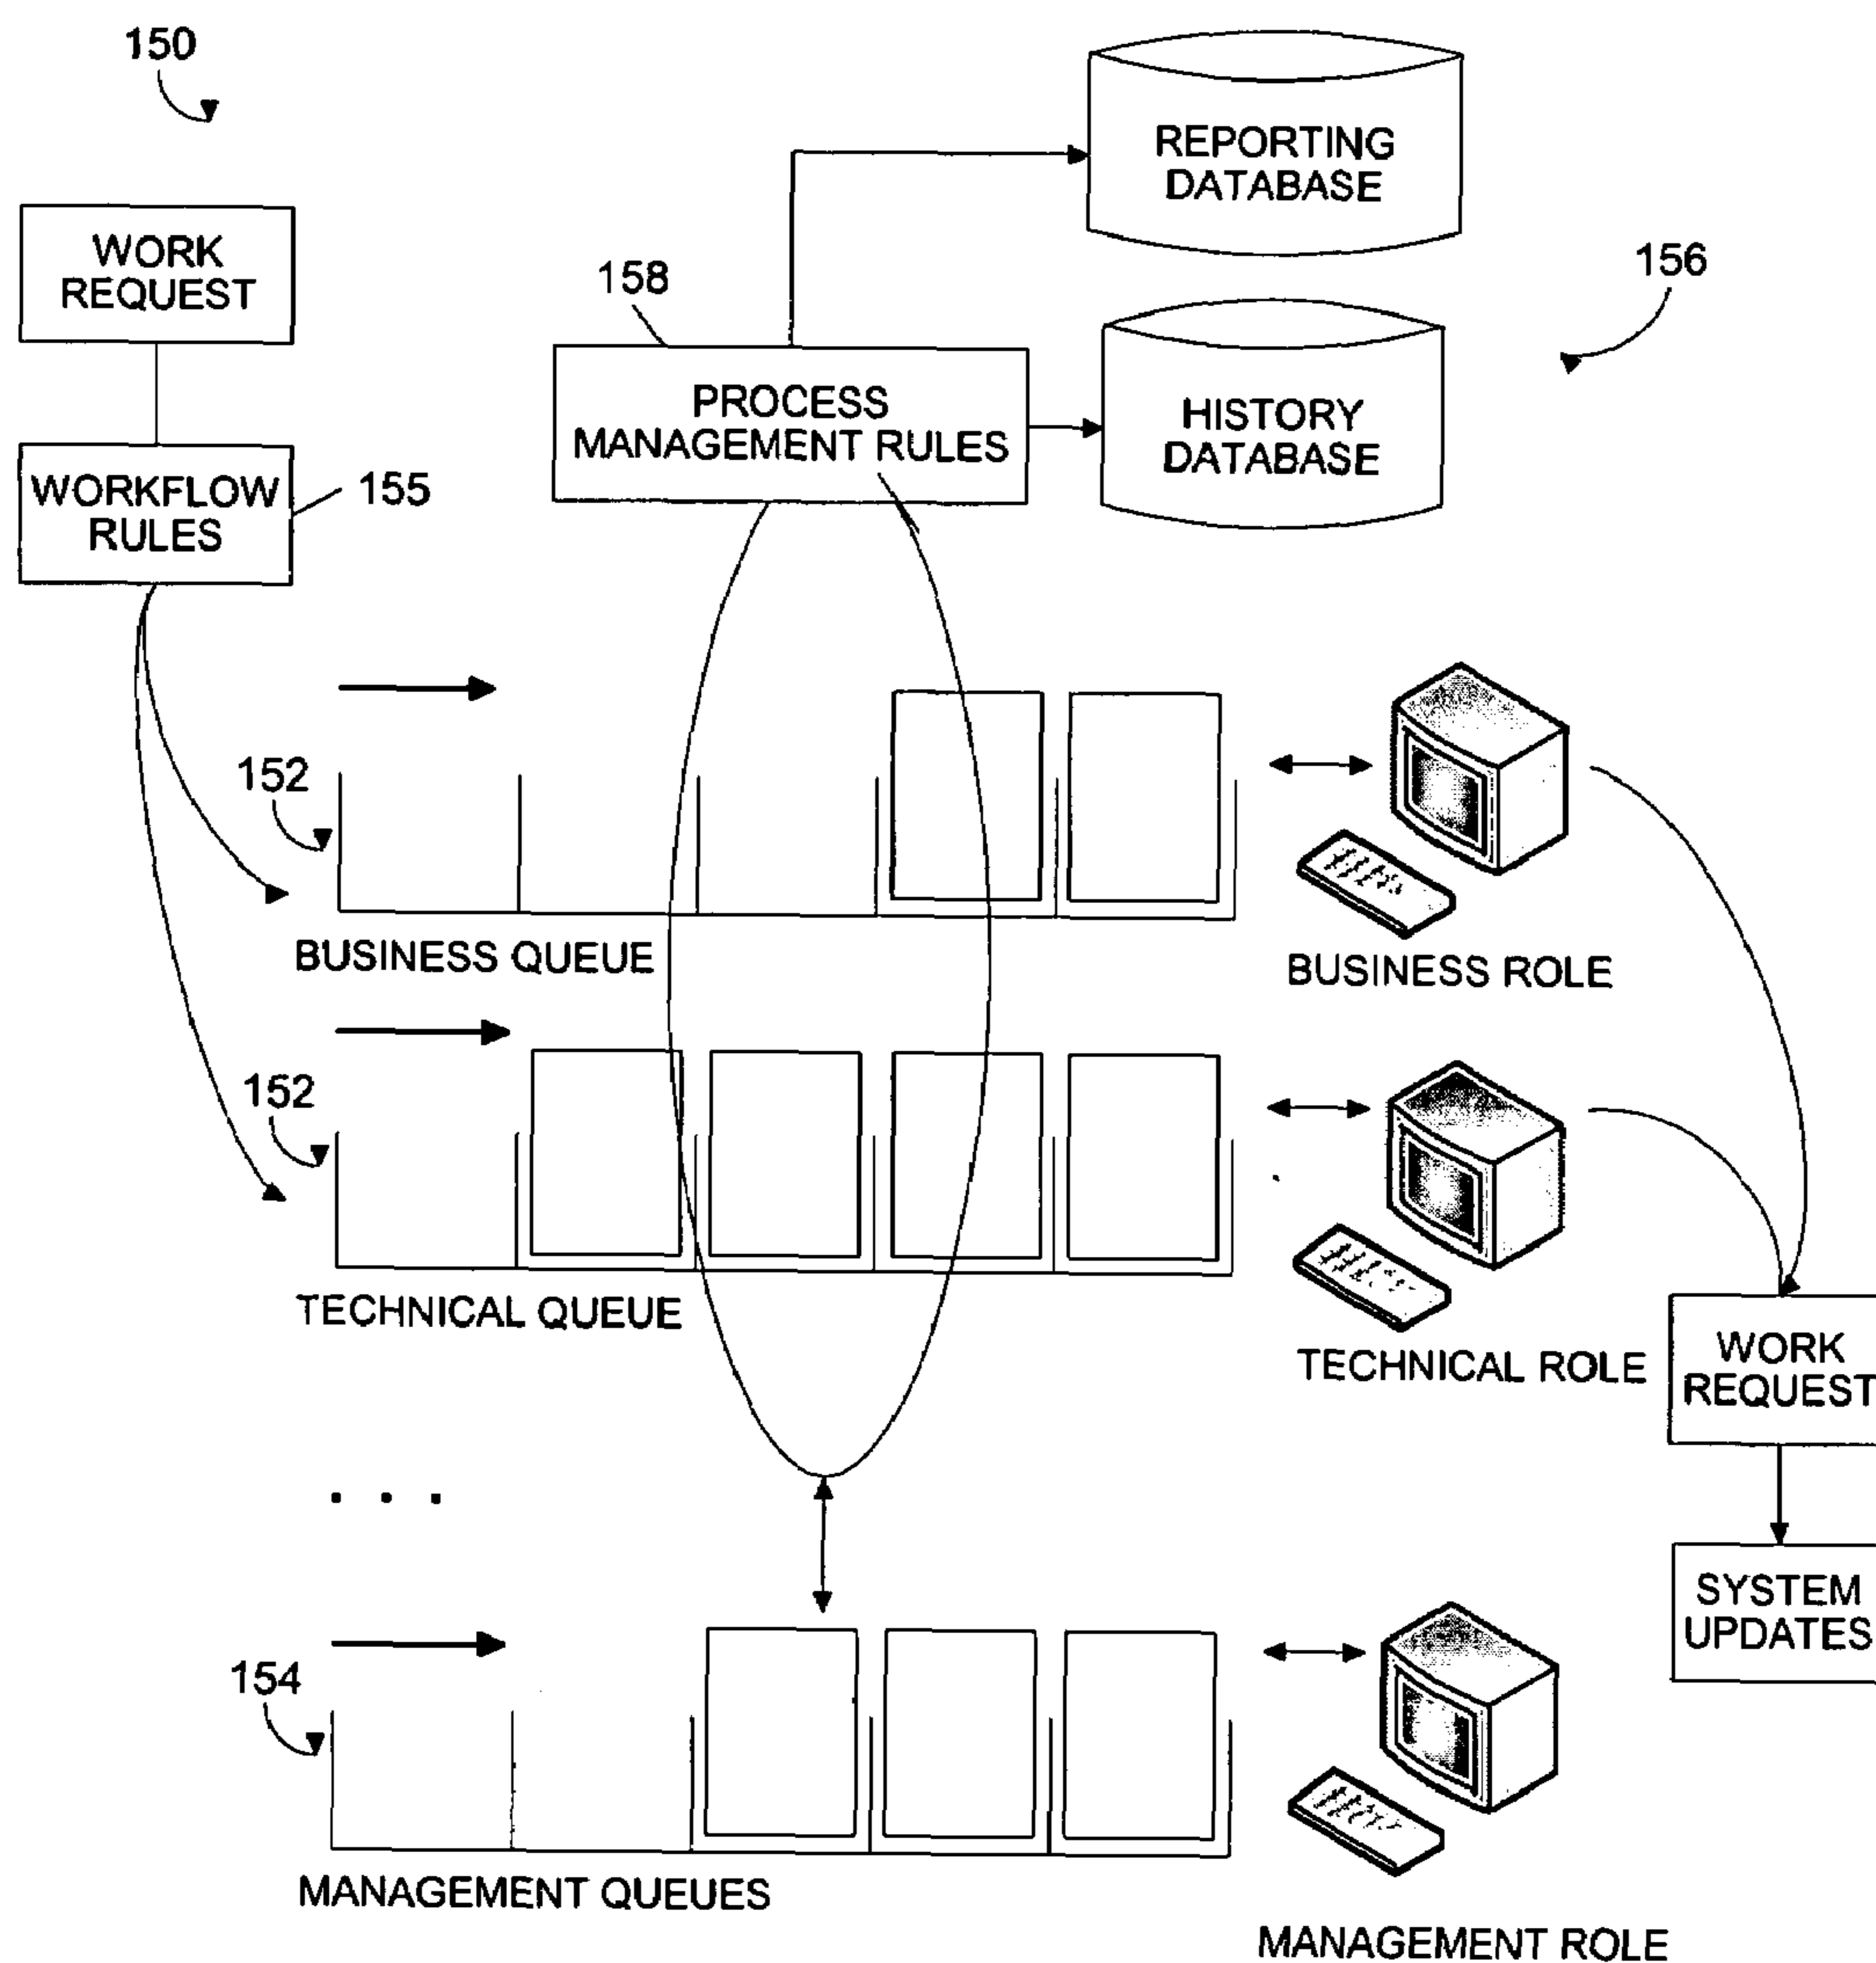 150
REPORTING
DATABASE
WORK
REQUEST
158
156
PROCESS
MANAGEMENT RULES
HISTORY
DATABASE
WORKFLOW
RULES
155
152
BUSINESS QUEUE
BUSINESS ROLE
152
TECHNICAL QUEUE
TECHNICAL ROLE
WORK
REQUEST
. . .
SYSTEM
UPDATES
154
MANAGEMENT QUEUES
MANAGEMENT ROLE